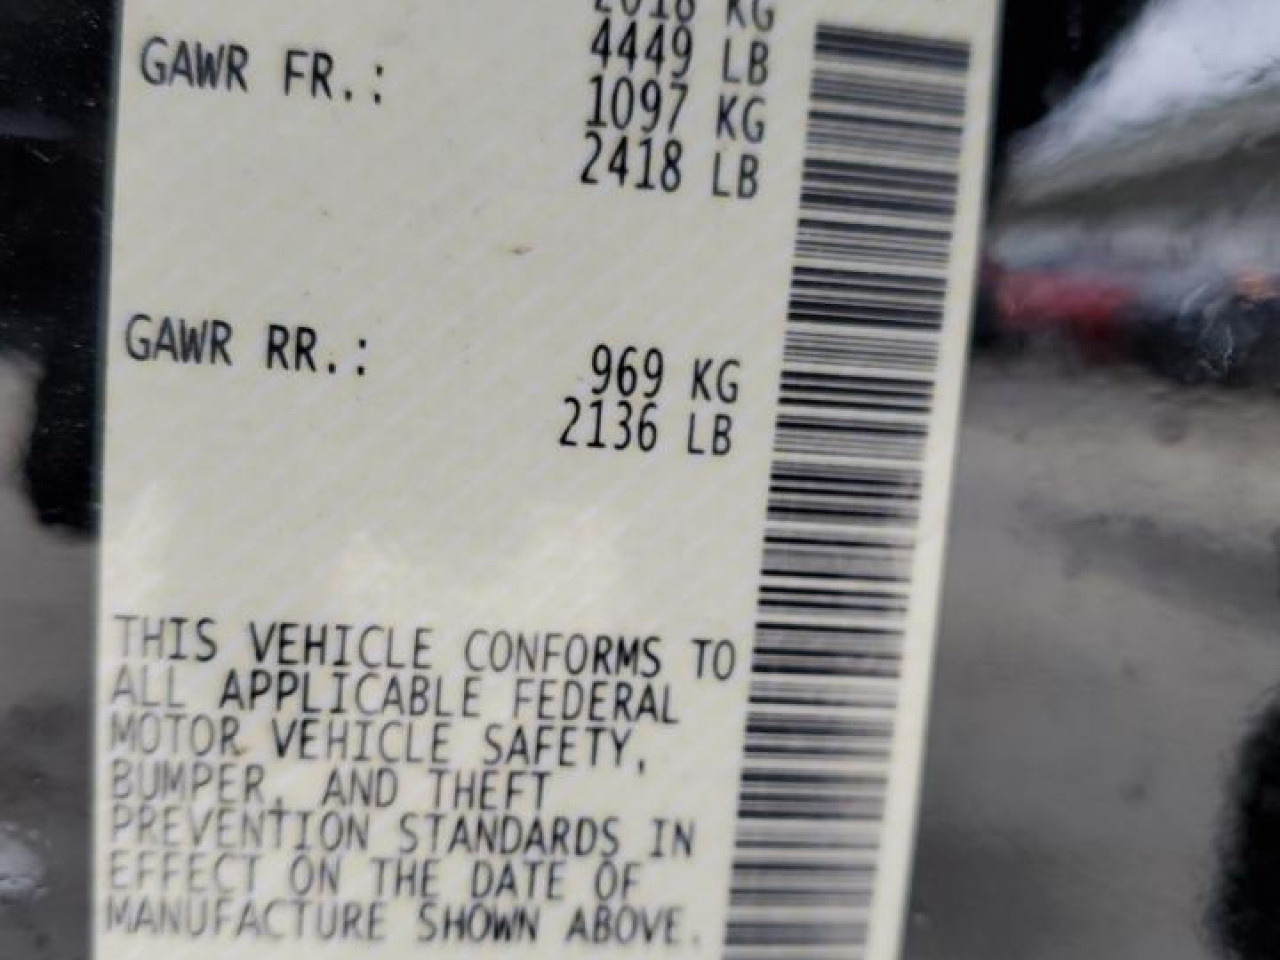 2018 KG
4449 LB
GAWR FR.: 1097 KG
2418 LB
GAWR RR.: 969 KG
2136 LB
THIS VEHICLE CONFORMS TO
ALL APPLICABLE FEDERAL
MOTOR VEHICLE SAFETY,
BUMPER, AND THEFT
PREVENTION STANDARDS IN
EFFECT ON THE DATE OF
MANUFACTURE SHOWN ABOVE.